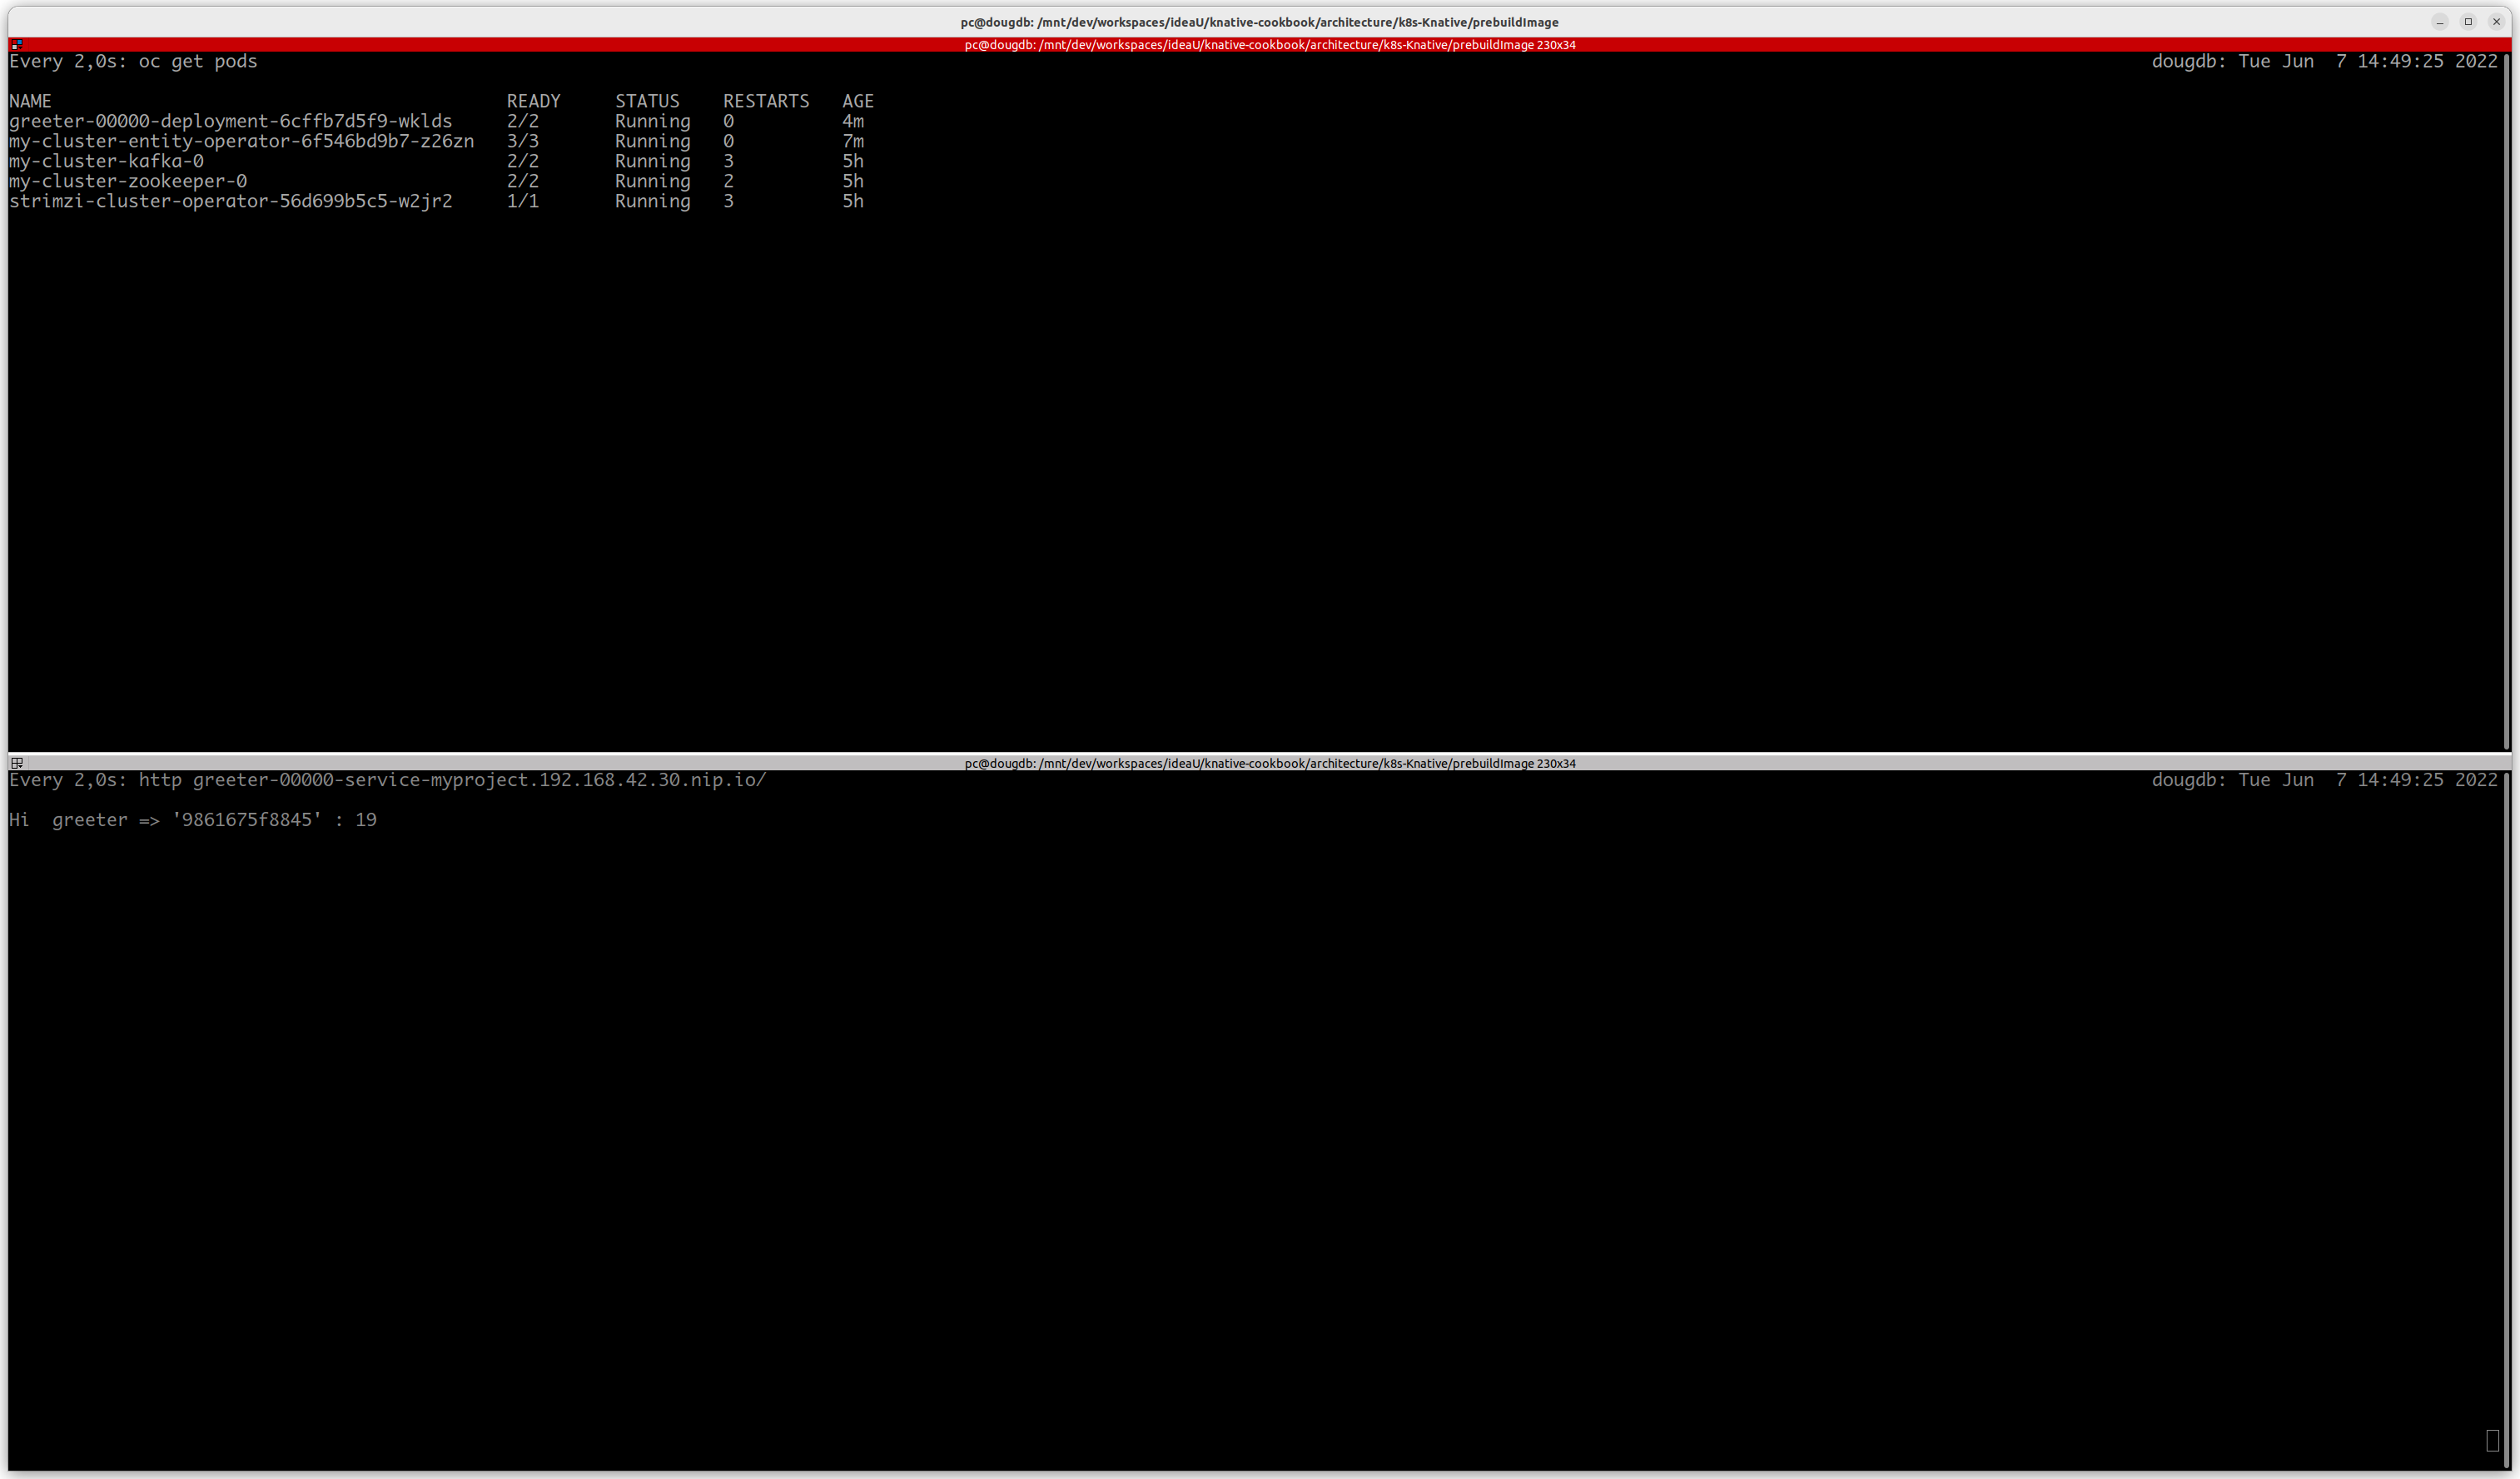 pc@dougdb: /mnt/dev/workspaces/ideaU/knative-cookbook/architecture/k8s-Knative/prebuildImage
pc@dougdb: /mnt/dev/workspaces/ideaU/knative-cookbook/architecture/k8s-Knative/prebuildImage 230x34
Every 2,0s: oc get pods dougdb: Tue Jun  7 14:49:25 2022
NAME READY STATUS RESTARTS AGE
greeter-00000-deployment-6cffb7d5f9-wklds 2/2 Running 0 4m
my-cluster-entity-operator-6f546bd9b7-z26zn 3/3 Running 0 7m
my-cluster-kafka-0 2/2 Running 3 5h
my-cluster-zookeeper-0 2/2 Running 2 5h
strimzi-cluster-operator-56d699b5c5-w2jr2 1/1 Running 3 5h
pc@dougdb: /mnt/dev/workspaces/ideaU/knative-cookbook/architecture/k8s-Knative/prebuildImage 230x34
Every 2,0s: http greeter-00000-service-myproject.192.168.42.30.nip.io/ dougdb: Tue Jun  7 14:49:25 2022
Hi  greeter => '9861675f8845' : 19